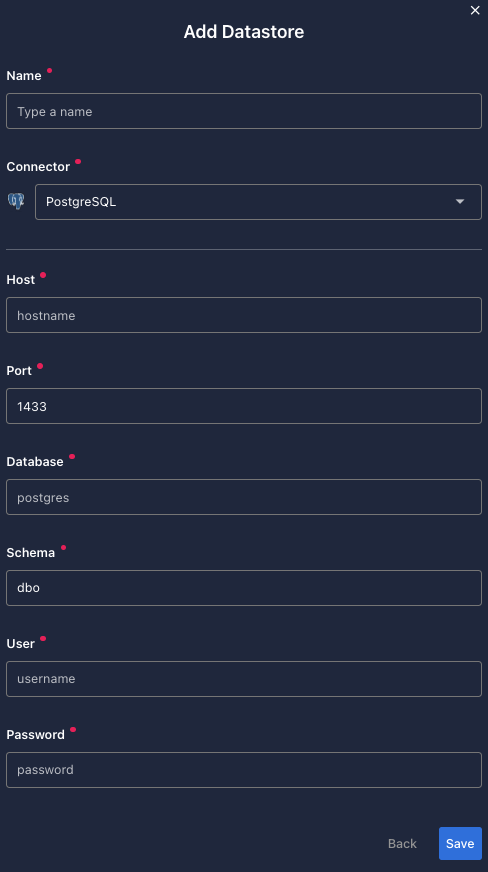 Add Datastore
Name
Type a name
Connector
PostgreSQL
Host
hostname
Port
1433
Database
postgres
Schema
dbo
User
username
Password
password
Back
Save